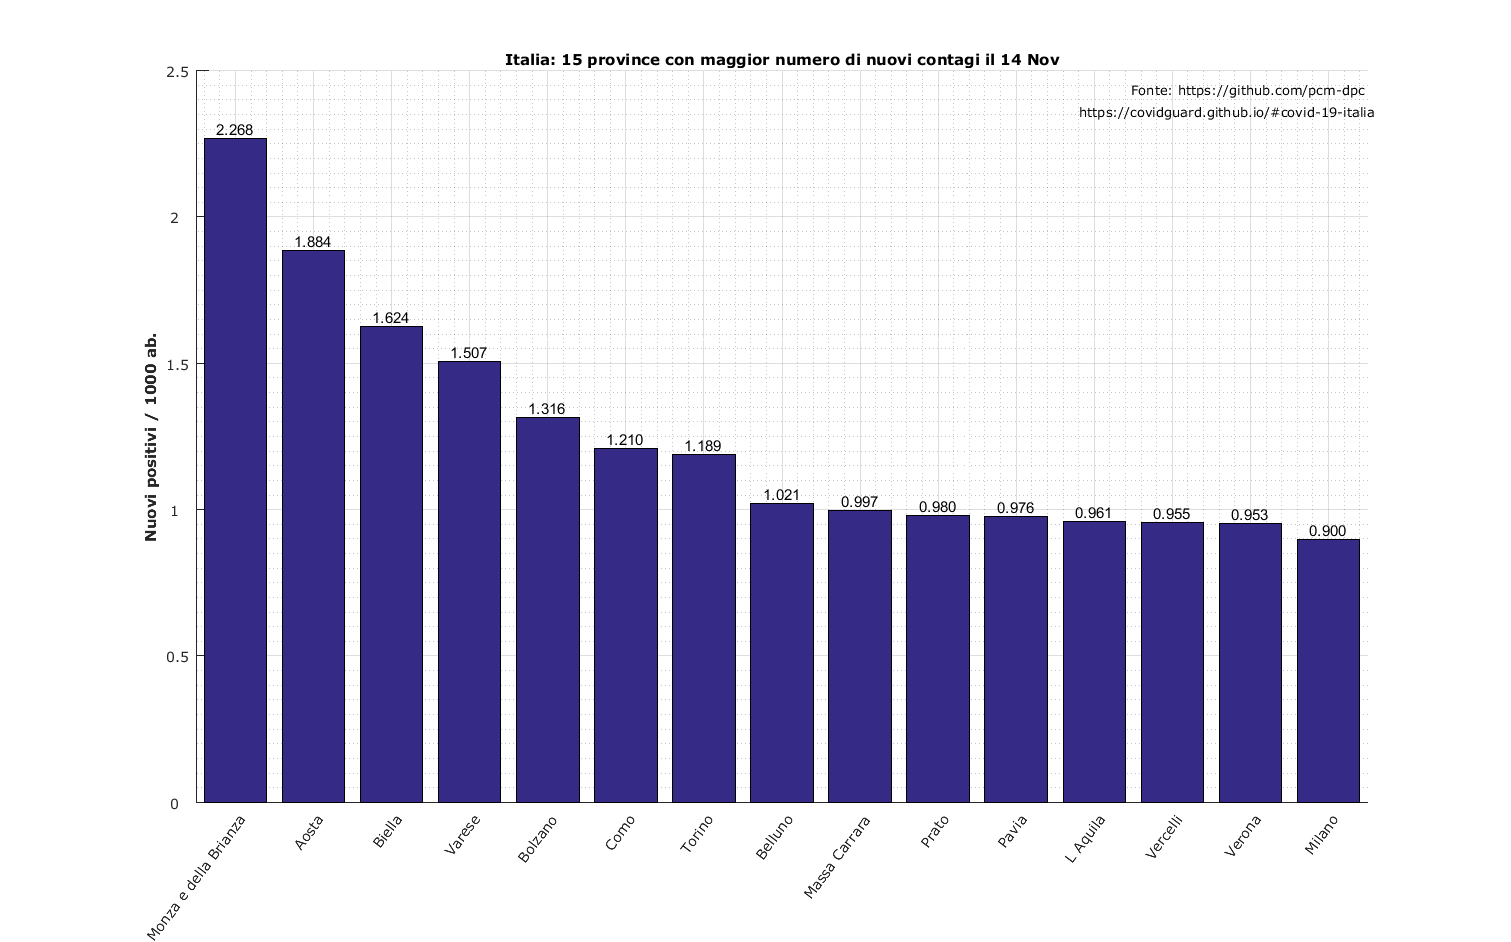 Italia: 15 province con maggior numero di nuovi contagi il 14 Nov
Fonte: https://github.com/pcm-dpc
https://covidguard.github.io/#covid-19-italia
Nuovi positivi / 1000 ab.
2.5
2
1.5
1
0.5
0
2.268
1.884
1.624
1.507
1.316
1.210
1.189
1.021
0.997
0.980
0.976
0.961
0.955
0.953
0.900
Monza e della Brianza
Aosta
Biella
Varese
Bolzano
Como
Torino
Belluno
Massa Carrara
Prato
Pavia
L Aquila
Vercelli
Verona
Milano